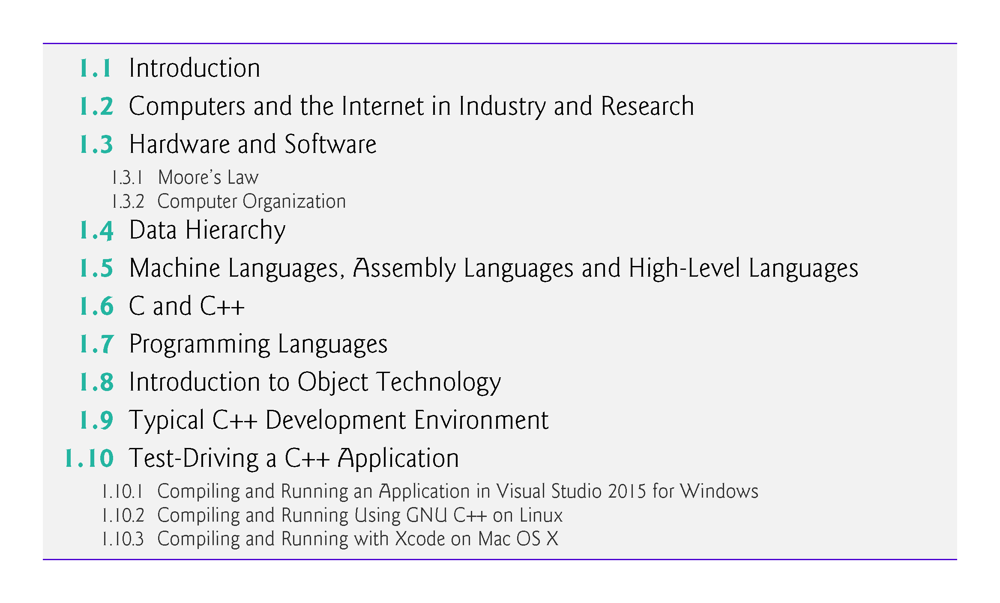 1.1 Introduction
1.2 Computers and the Internet in Industry and Research
1.3 Hardware and Software
1.3.1 Moore’s Law
1.3.2 Computer Organization
1.4 Data Hierarchy
1.5 Machine Languages, Assembly Languages and High-Level Languages
1.6 C and C++
1.7 Programming Languages
1.8 Introduction to Object Technology
1.9 Typical C++ Development Environment
1.10 Test-Driving a C++ Application
1.10.1 Compiling and Running an Application in Visual Studio 2015 for Windows
1.10.2 Compiling and Running Using GNU C++ on Linux
1.10.3 Compiling and Running with Xcode on Mac OS X